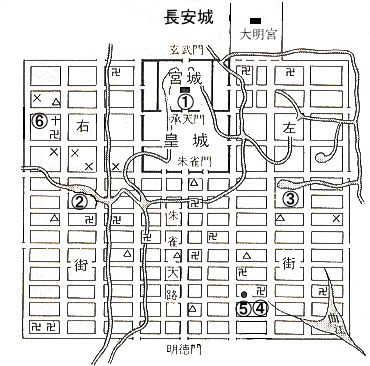 長安城
大明宮
玄武門
宮城
①
承天門
皇城
朱雀門
⑥
右
左
②
③
朱雀大路
街
街
⑤④
明徳門